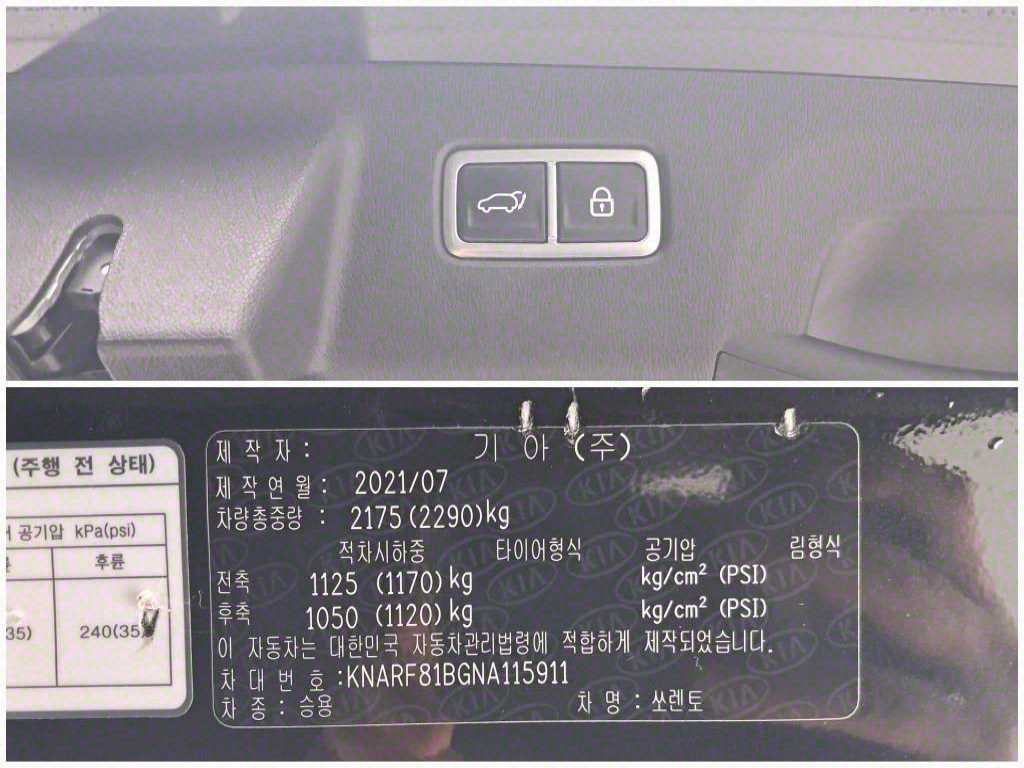 (주행 전 상태)
공기압 kPa(psi)
후륜
35)
240(35)
제 작 자 : 기 아 (주)
제 작 연 월 : 2021/07
차량총중량 : 2175 (2290)kg
적차시하중 타이어형식 공기압 림형식
전축 1125 (1170) kg kg/cm² (PSI)
후축 1050 (1120) kg kg/cm² (PSI)
이 자동차는 대한민국 자동차관리법령에 적합하게 제작되었습니다.
차 대 번 호 :KNARF81BGNA115911
차 종 : 승용 차 명 : 쏘렌토